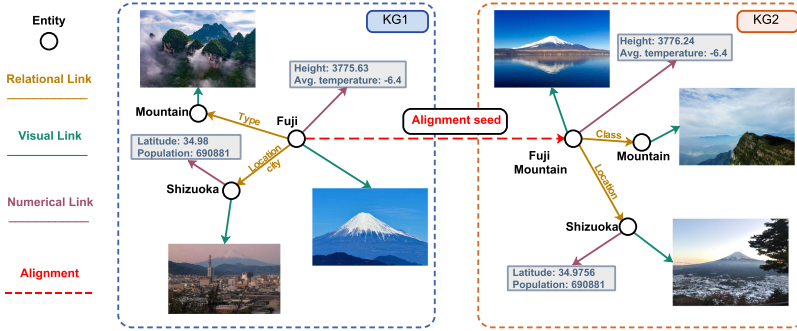 Entity
Relational Link
Visual Link
Numerical Link
Alignment
KG1
Height: 3775.63
Avg. temperature: -6.4
Mountain
Type
Fuji
Latitude: 34.98
Population: 690881
Location
city
Shizuoka
Alignment seed
KG2
Height: 3776.24
Avg. temperature: -6.4
Class
Fuji
Mountain
Mountain
Location
Shizuoka
Latitude: 34.9756
Population: 690881